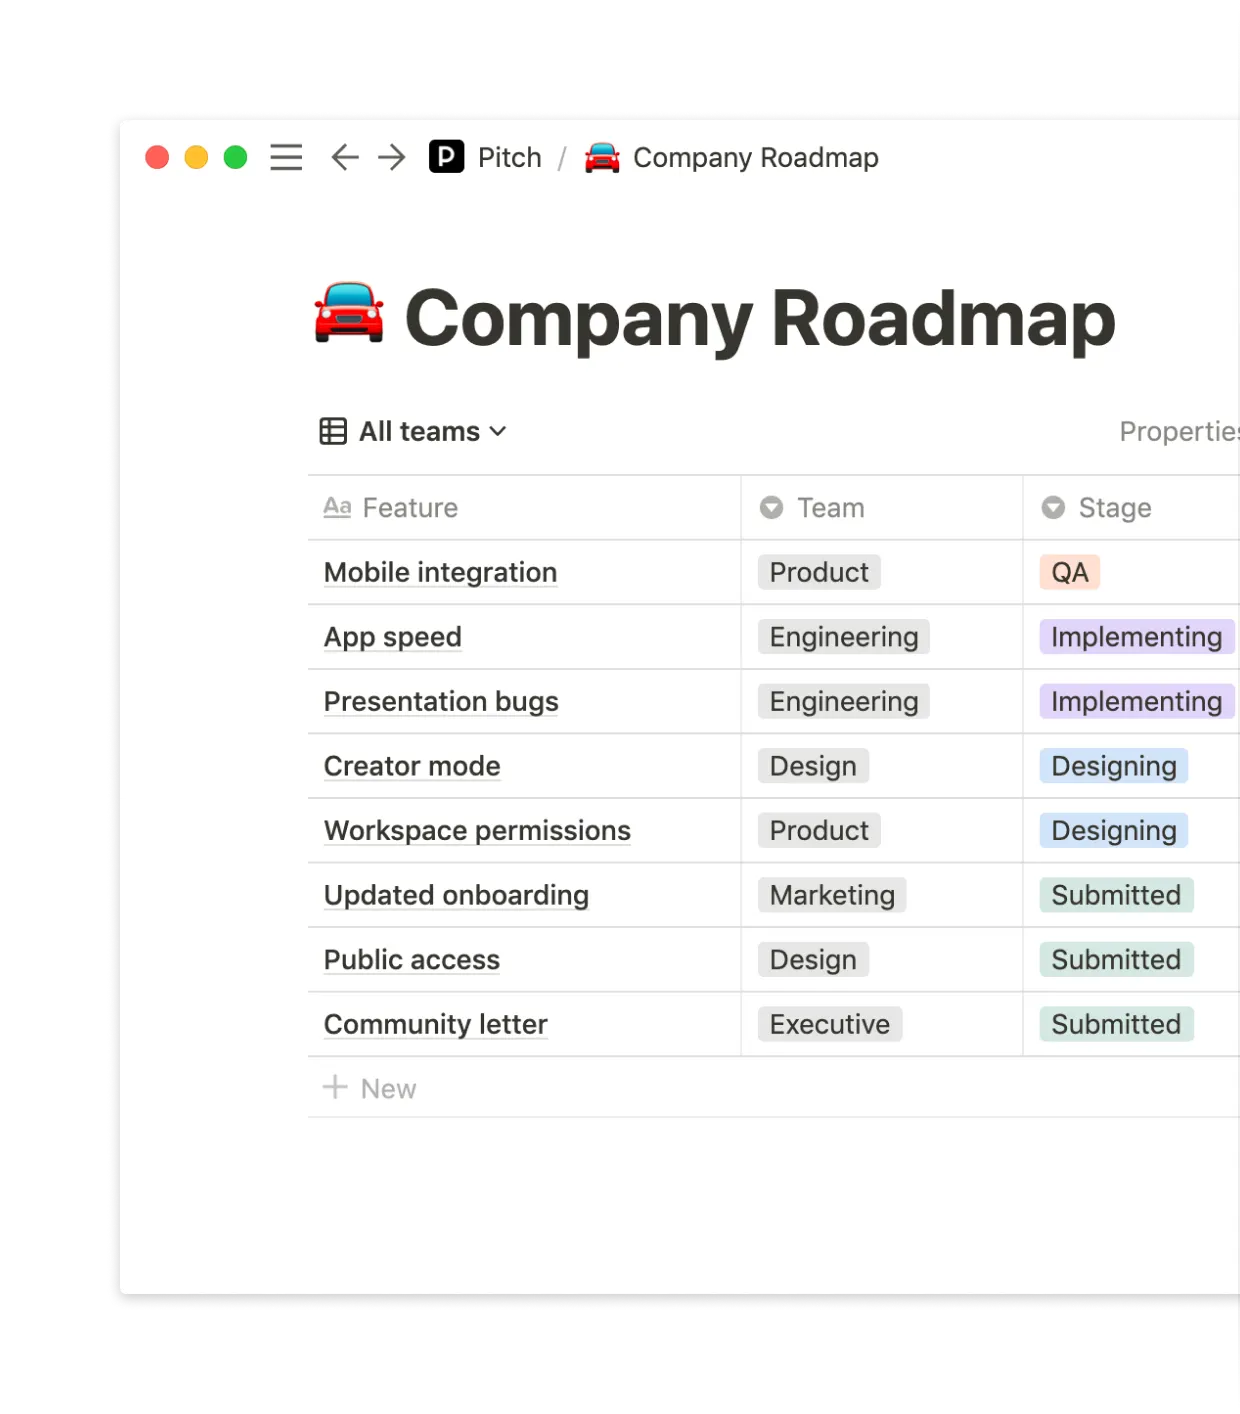 P Pitch / Company Roadmap
Company Roadmap
All teams Properties
Aa Feature Team Stage
Mobile integration Product QA
App speed Engineering Implementing
Presentation bugs Engineering Implementing
Creator mode Design Designing
Workspace permissions Product Designing
Updated onboarding Marketing Submitted
Public access Design Submitted
Community letter Executive Submitted
+ New